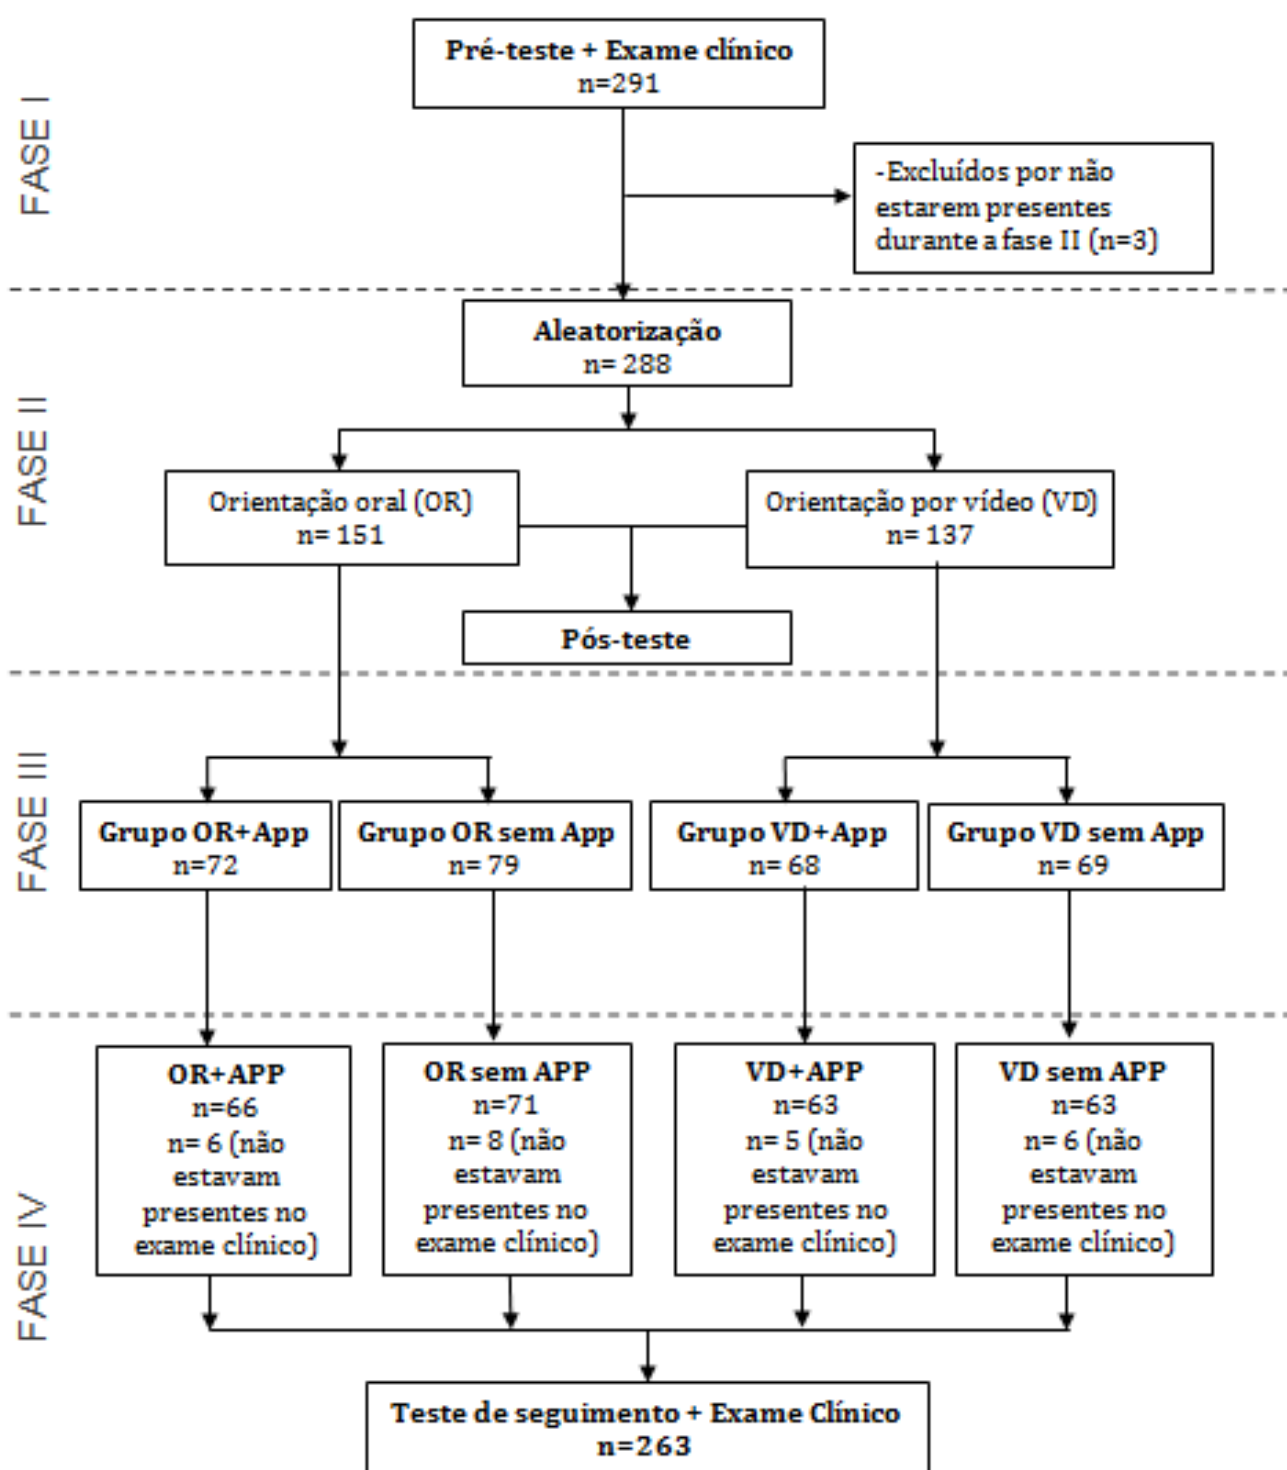 FASE I
Pré-teste + Exame clínico
n=291
-Excluídos por não
estarem presentes
durante a fase II (n=3)
FASE II
Aleatorização
n= 288
Orientação oral (OR)
n= 151
Orientação por vídeo (VD)
n= 137
Pós-teste
FASE III
Grupo OR+App
n=72
Grupo OR sem App
n= 79
Grupo VD+App
n= 68
Grupo VD sem App
n= 69
FASE IV
OR+APP
n=66
n= 6 (não
estavam
presentes no
exame clínico)
OR sem APP
n=71
n= 8 (não
estavam
presentes no
exame clínico)
VD+APP
n=63
n= 5 (não
estavam
presentes no
exame clínico)
VD sem APP
n=63
n= 6 (não
estavam
presentes no
exame clínico)
Teste de seguimento + Exame Clínico
n=263